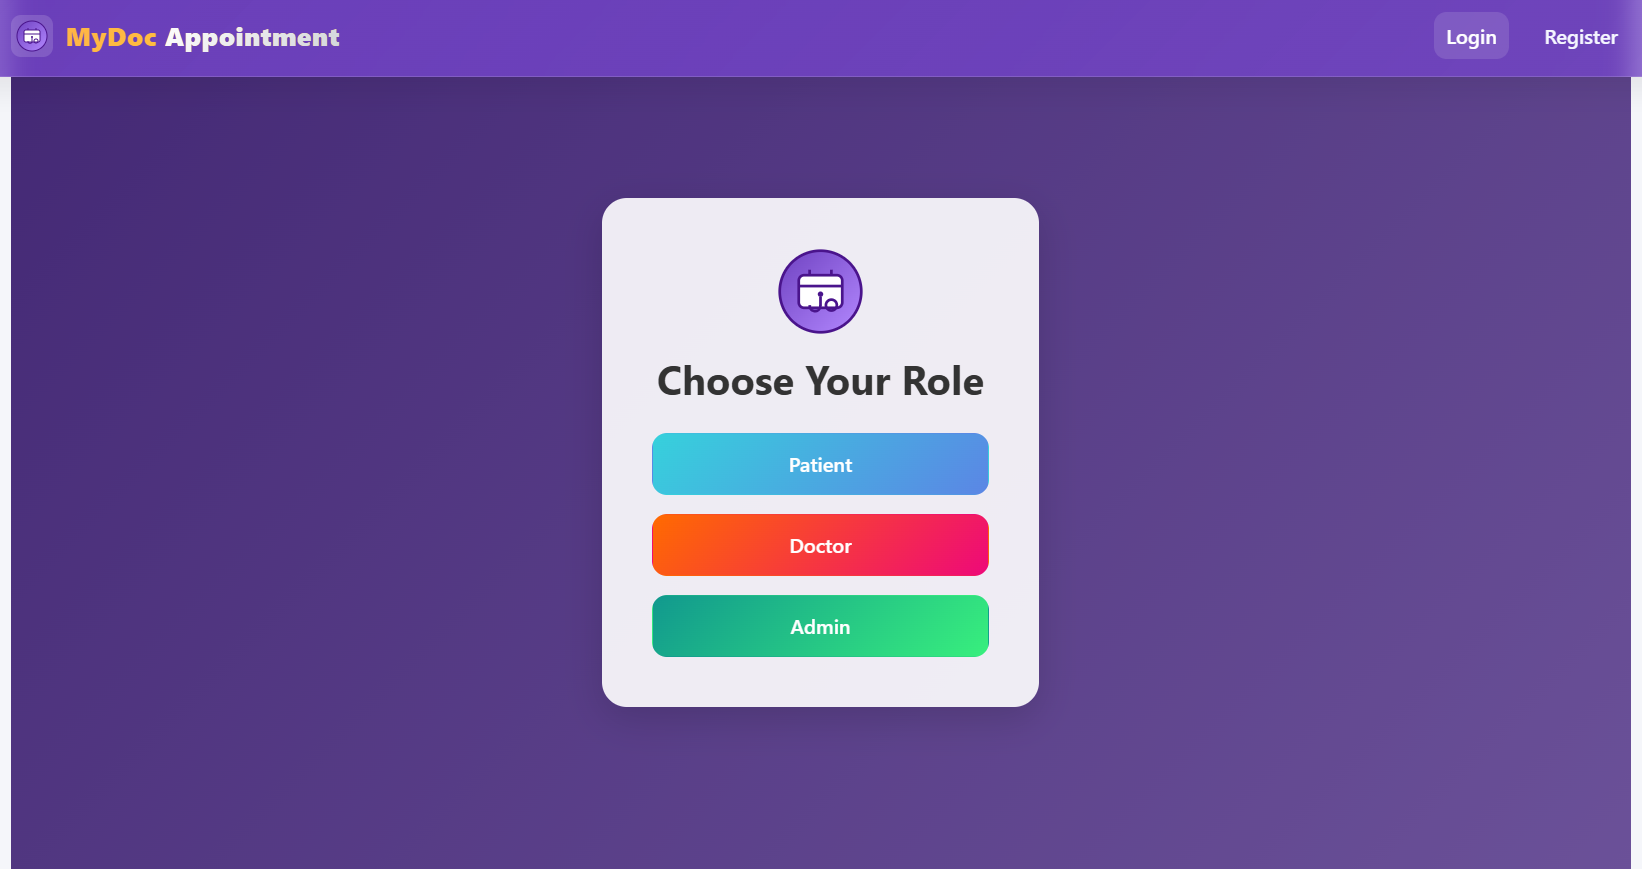 MyDoc Appointment
Login
Register
Choose Your Role
Patient
Doctor
Admin